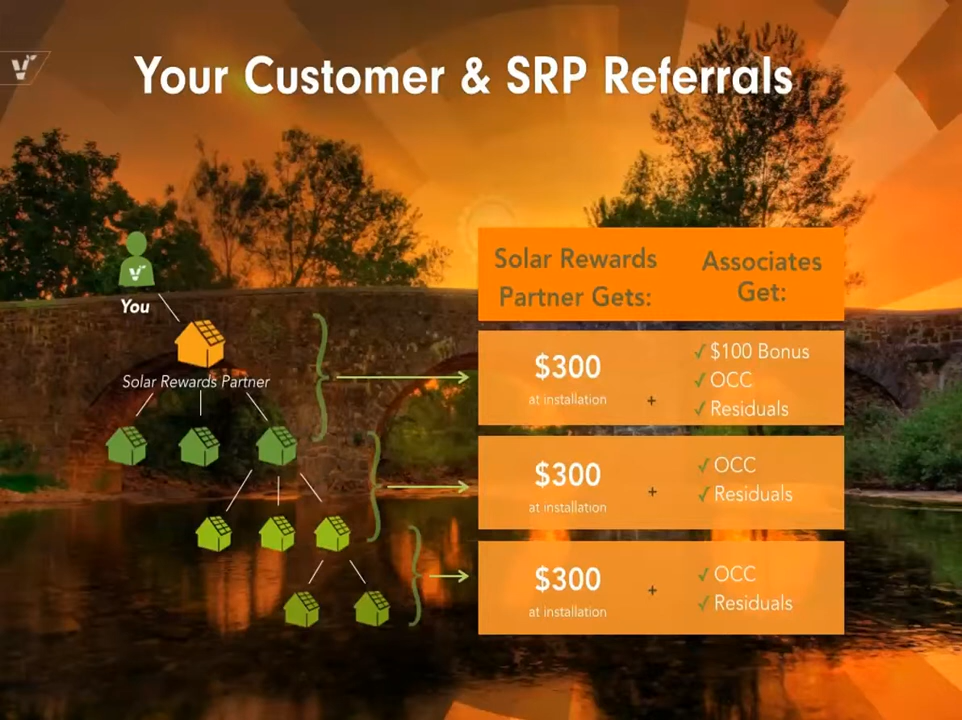 Your Customer & SRP Referrals
You
Solar Rewards Partner
Solar Rewards
Partner Gets:
Associates
Get:
$300
at installation
+
✓ $100 Bonus
✓ OCC
✓ Residuals
$300
at installation
+
✓ OCC
✓ Residuals
$300
at installation
+
✓ OCC
✓ Residuals